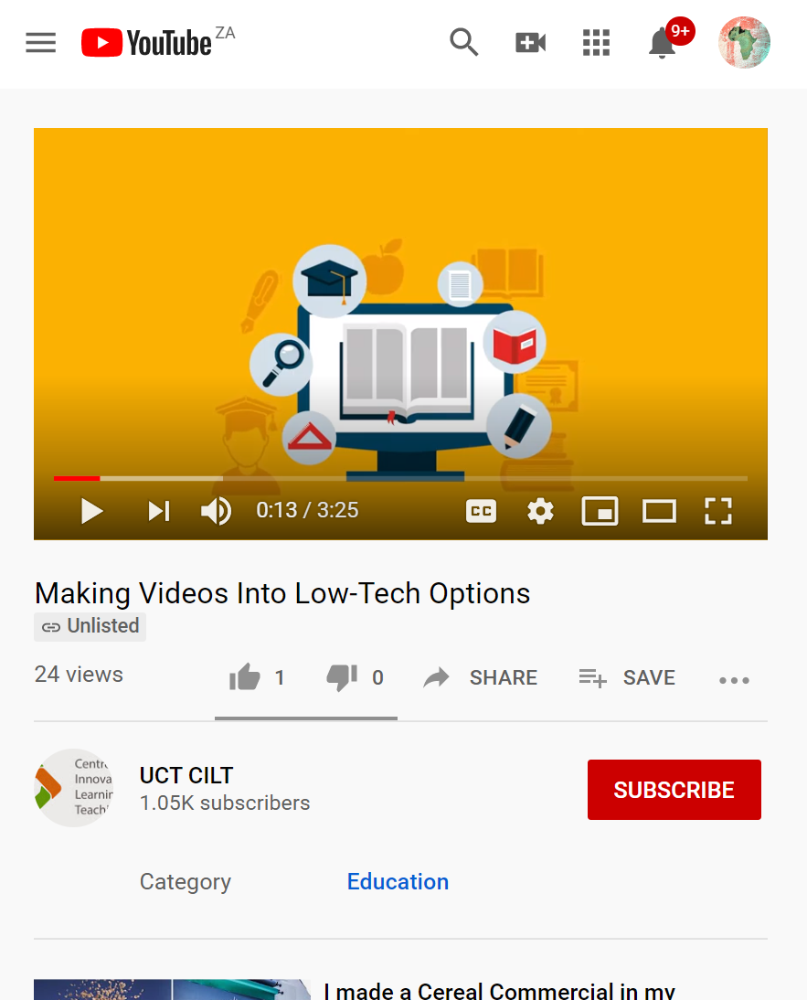 YouTube ZA
9+
0:13 / 3:25
CC
Making Videos Into Low-Tech Options
Unlisted
24 views
1
0
SHARE
SAVE
Centr
Innova
Learnin
Teach
UCT CILT
1.05K subscribers
SUBSCRIBE
Category
Education
I made a Cereal Commercial in my